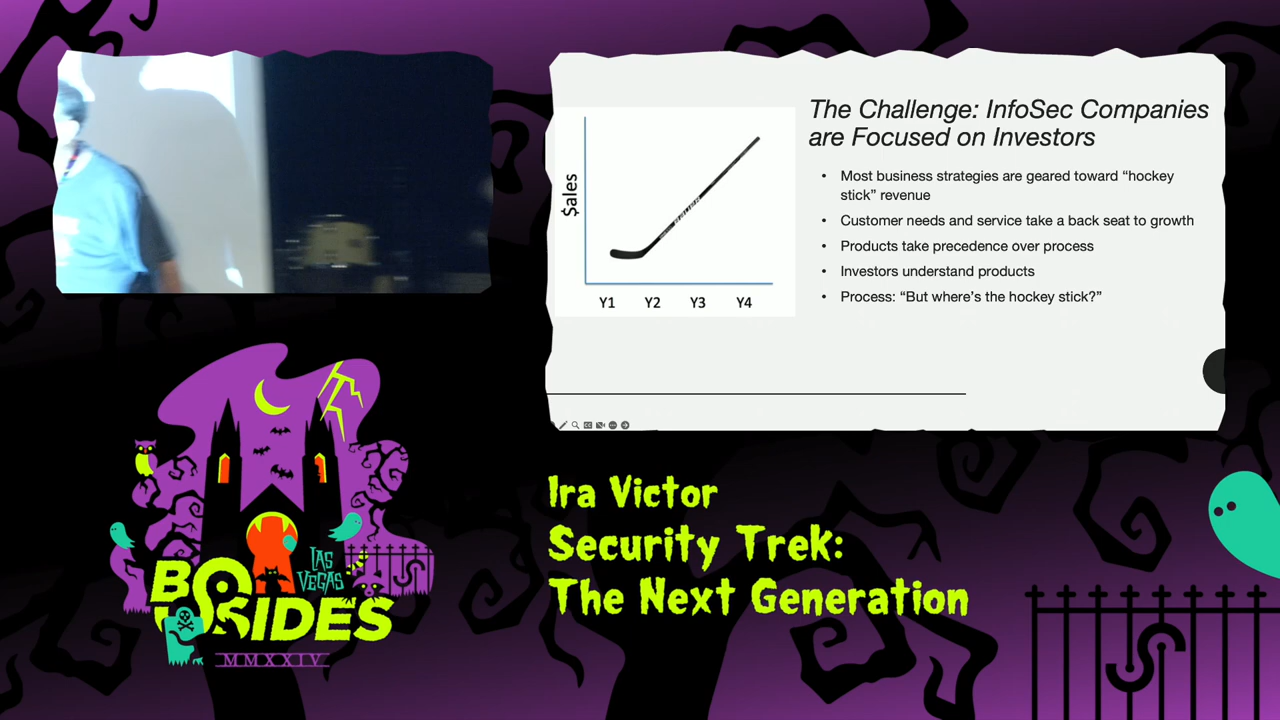 The Challenge: InfoSec Companies
are Focused on Investors
• Most business strategies are geared toward “hockey
stick” revenue
• Customer needs and service take a back seat to growth
• Products take precedence over process
• Investors understand products
• Process: “But where’s the hockey stick?”
$ales
BAUER
Y1 Y2 Y3 Y4
Ira Victor
Security Trek:
The Next Generation
BSIDES
LAS
VEGAS
MMXXIV